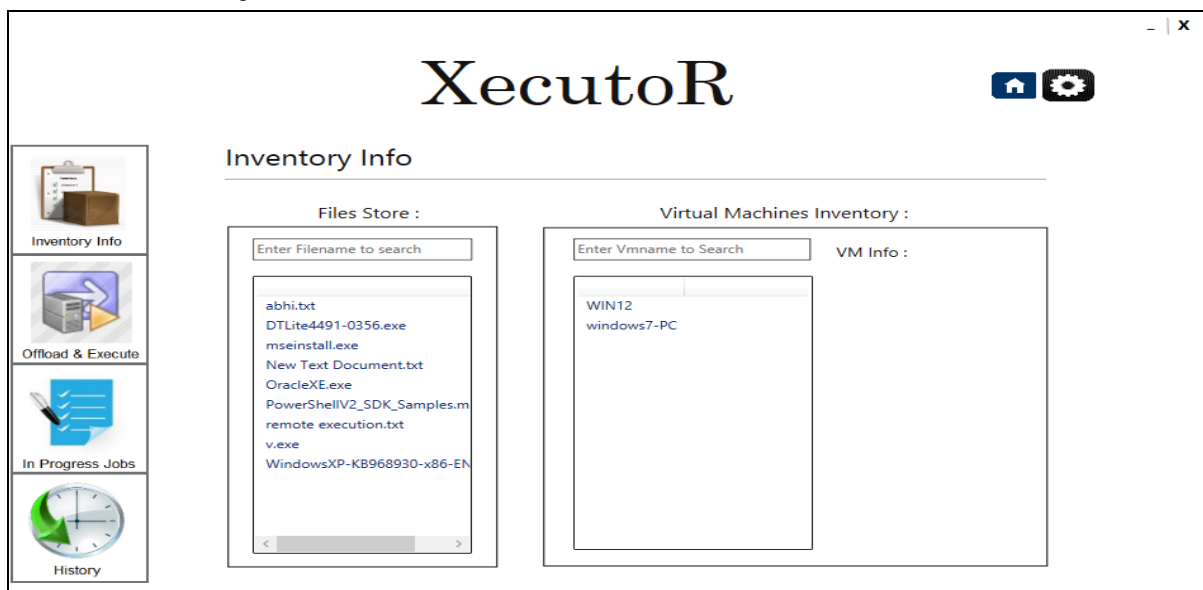 _ | X
XecutoR
Inventory Info
Offload & Execute
In Progress Jobs
History
Inventory Info
Files Store :
Enter Filename to search
abhi.txt
DTLite4491-0356.exe
mseinstall.exe
New Text Document.txt
OracleXE.exe
PowerShellV2_SDK_Samples.m
remote execution.txt
v.exe
WindowsXP-KB968930-x86-EN
Virtual Machines Inventory :
Enter Vmname to Search
WIN12
windows7-PC
VM Info :